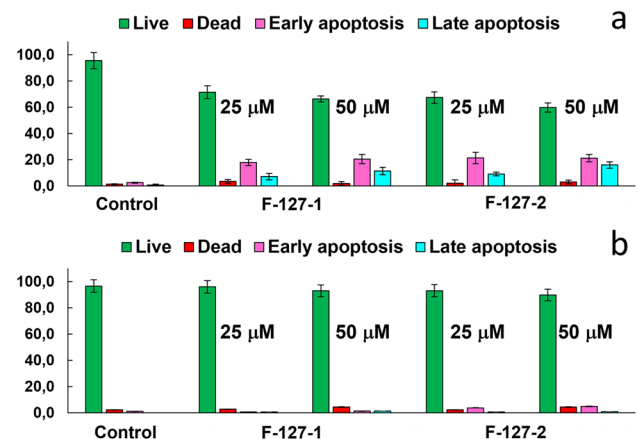 a
Live Dead Early apoptosis Late apoptosis
100,0
80,0
60,0
40,0
20,0
0,0
25 μM
50 μM
25 μM
50 μM
Control F-127-1 F-127-2
b
Live Dead Early apoptosis Late apoptosis
100,0
80,0
60,0
40,0
20,0
0,0
25 μM
50 μM
25 μM
50 μM
Control F-127-1 F-127-2